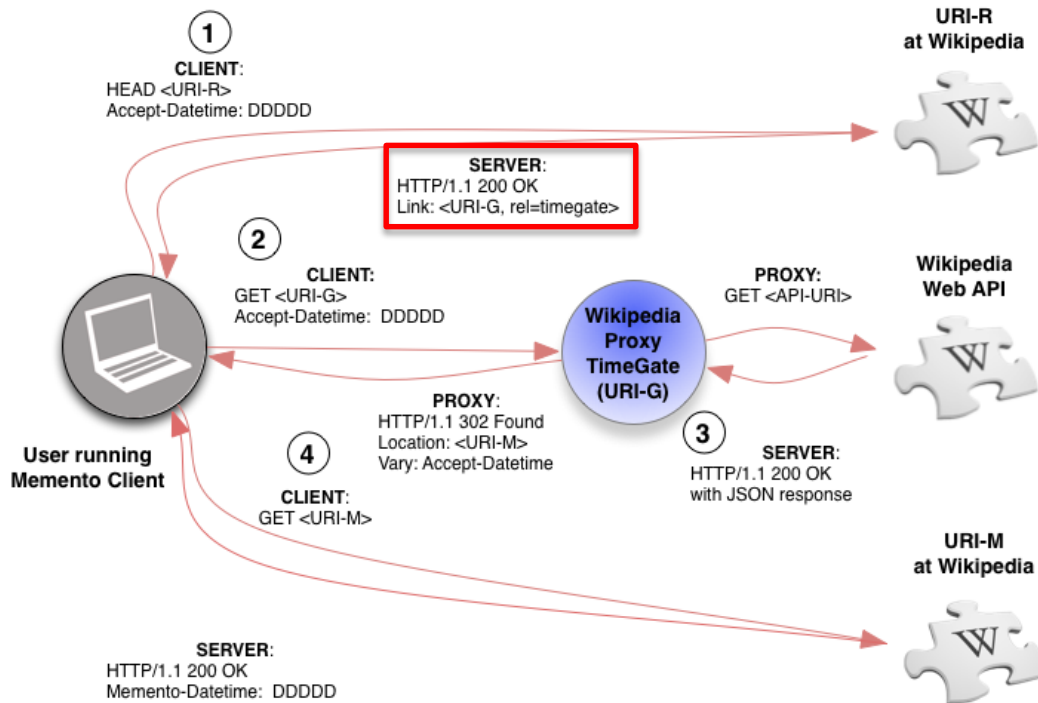 1
CLIENT:
HEAD <URI-R>
Accept-Datetime: DDDDD
URI-R
at Wikipedia
W
SERVER:
HTTP/1.1 200 OK
Link: <URI-G, rel=timegate>
2
CLIENT:
GET <URI-G>
Accept-Datetime: DDDDD
PROXY:
GET <API-URI>
Wikipedia
Web API
W
Wikipedia
Proxy
TimeGate
(URI-G)
PROXY:
HTTP/1.1 302 Found
Location: <URI-M>
Vary: Accept-Datetime
3
SERVER:
HTTP/1.1 200 OK
with JSON response
User running
Memento Client
4
CLIENT:
GET <URI-M>
URI-M
at Wikipedia
W
SERVER:
HTTP/1.1 200 OK
Memento-Datetime: DDDDD